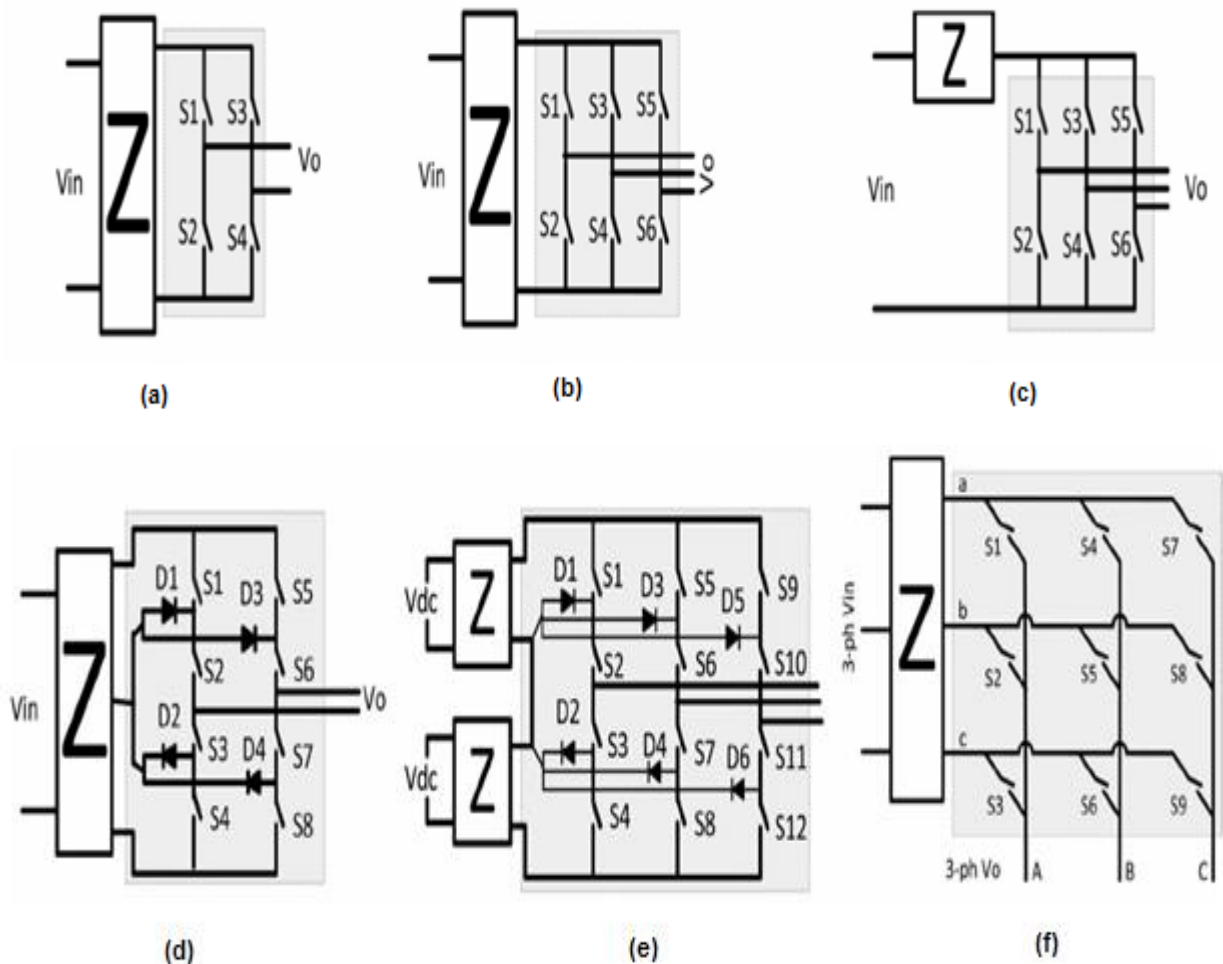 Z
Vin
S1 S3
Vo
S2 S4
(a)
Z
Vin
S1 S3 S5
Vo
S2 S4 S6
(b)
Z
Vin
S1 S3 S5
Vo
S2 S4 S6
(c)
Z
Vin
D1 S1 D3 S5
S2 S6
Vo
D2 S3 D4 S7
S4 S8
(d)
Vdc Z
D1 S1 D3 S5 D5 S9
S2 S6 S10
Vdc Z
D2 S3 D4 S7 D6 S11
S4 S8 S12
(e)
3-ph Vin
Z
a
S1 S4 S7
b
S2 S5 S8
c
S3 S6 S9
3-ph Vo A B C
(f)